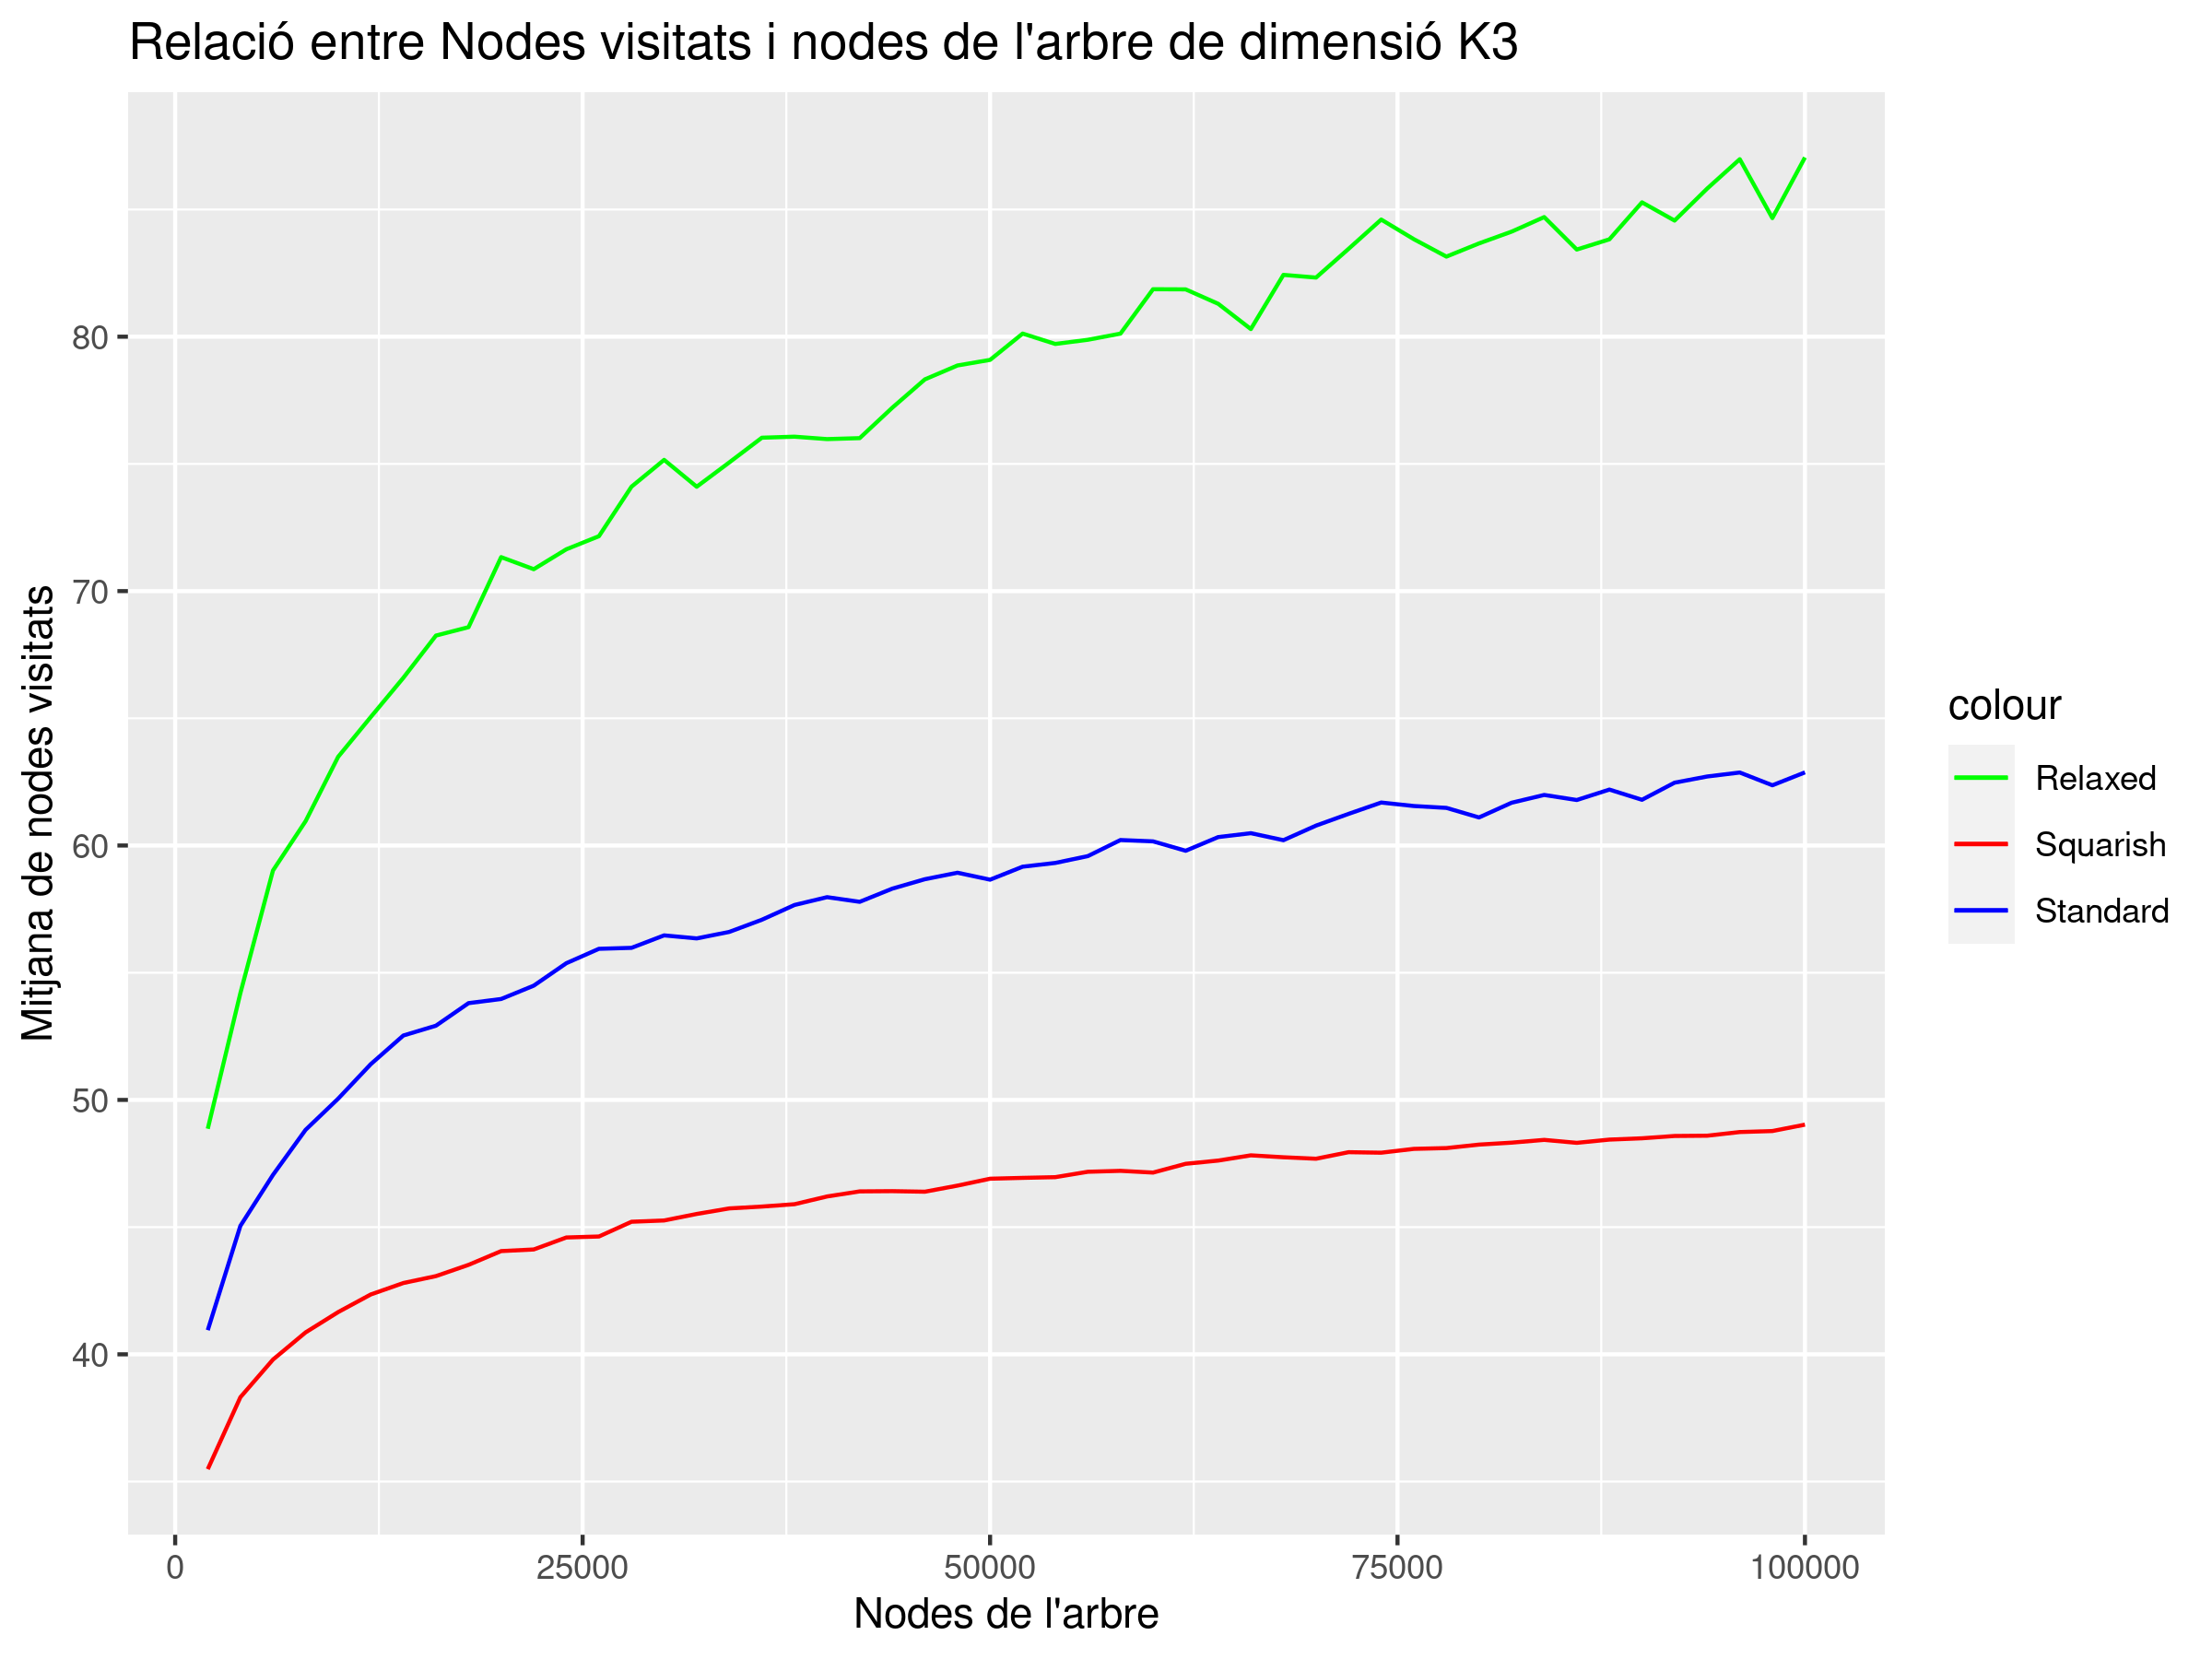 Relació entre Nodes visitats i nodes de l'arbre de dimensió K3
Mitjana de nodes visitats
80
70
60
50
40
0
25000
50000
75000
100000
Nodes de l'arbre
colour
Relaxed
Squarish
Standard